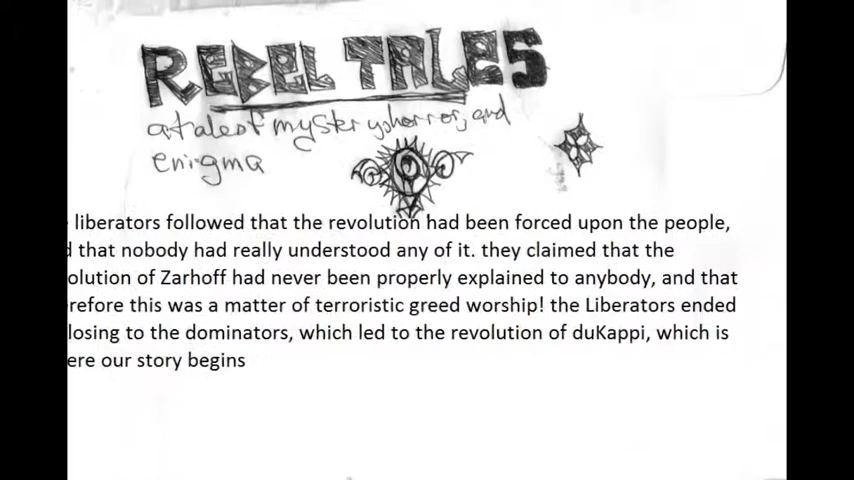 REBEL TALES
a tale of mystery, horror, and
enigma
liberators followed that the revolution had been forced upon the people,
that nobody had really understood any of it. they claimed that the
olution of Zarhoff had never been properly explained to anybody, and that
refore this was a matter of terroristic greed worship! the Liberators ended
losing to the dominators, which led to the revolution of duKappi, which is
ere our story begins